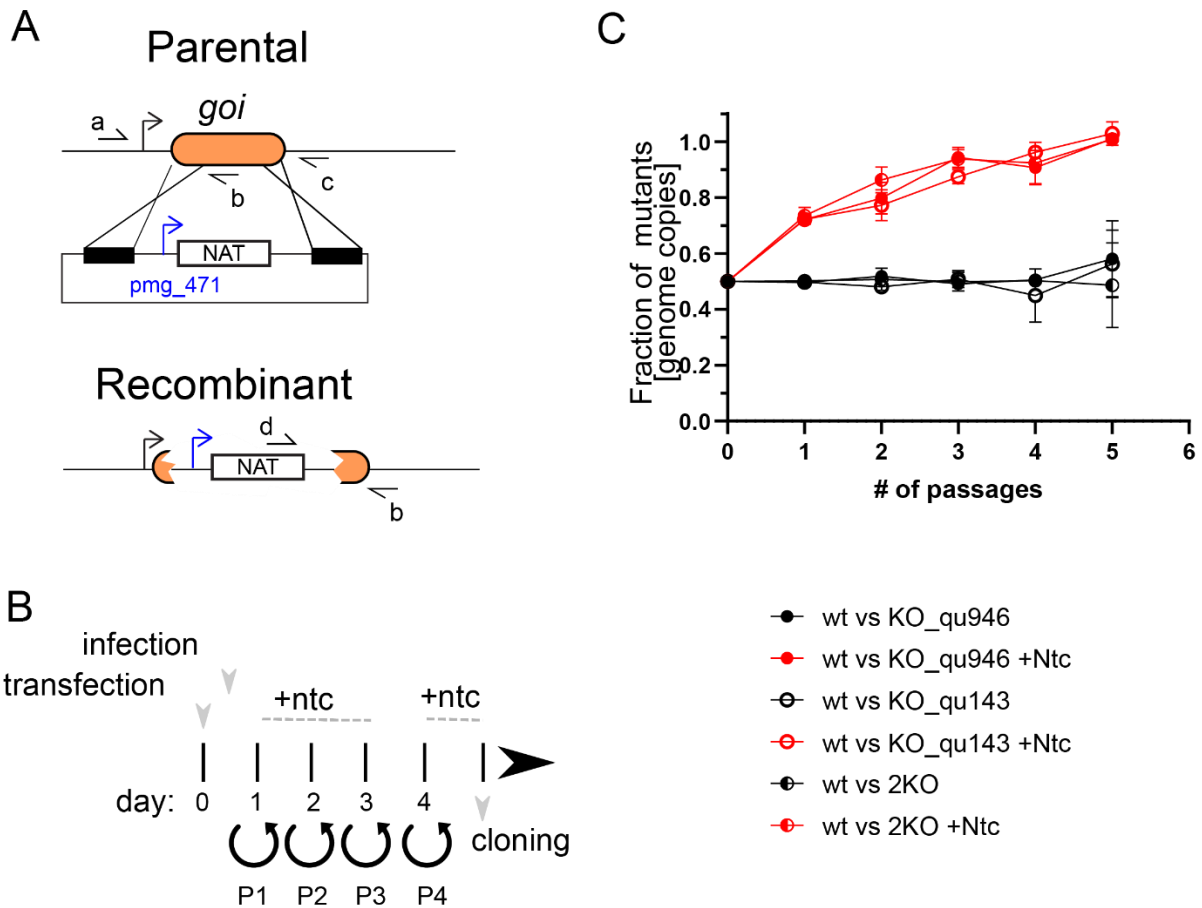 A
Parental
goi
a
b
c
NAT
pmg_471
Recombinant
d
NAT
b
B
infection
transfection
+ntc
+ntc
day:
0
1
2
3
4
cloning
P1
P2
P3
P4
C
Fraction of mutants
[genome copies]
1.0
0.8
0.6
0.4
0.2
0.0
0
1
2
3
4
5
6
# of passages
wt vs KO_qu946
wt vs KO_qu946 +Ntc
wt vs KO_qu143
wt vs KO_qu143 +Ntc
wt vs 2KO
wt vs 2KO +Ntc